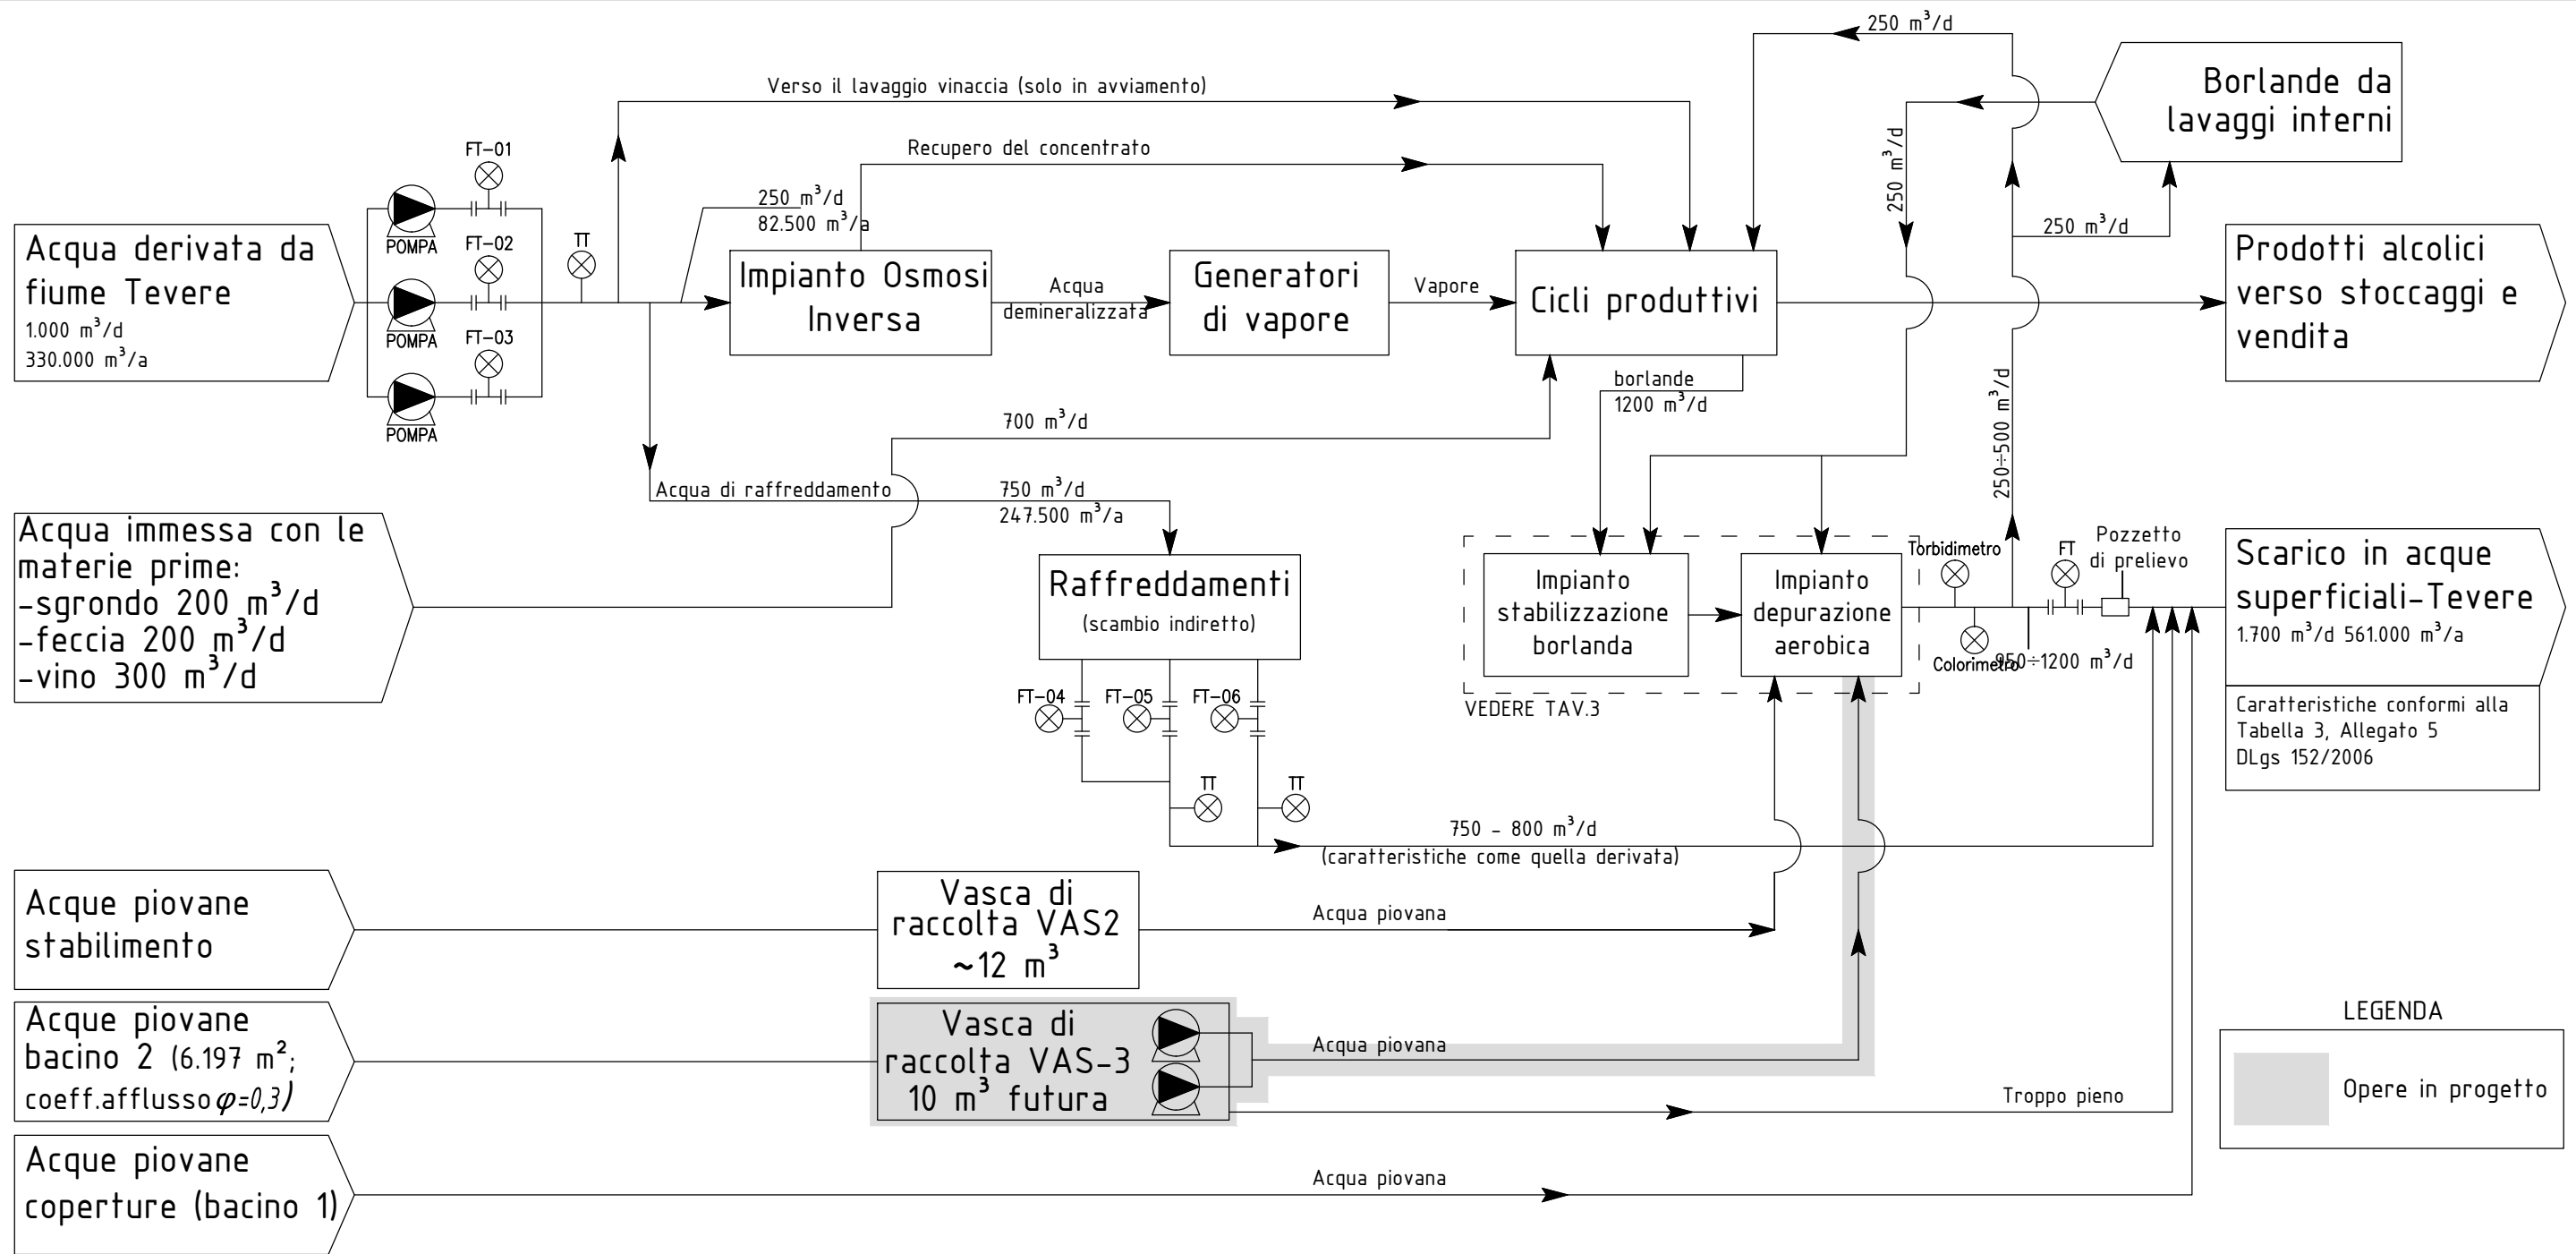 250 m³/d
Verso il lavaggio vinaccia (solo in avviamento)
Borlande da
lavaggi interni
Recupero del concentrato
250 m³/d
FT-01
POMPA
FT-02
POMPA
FT-03
POMPA
TT
250 m³/d
82.500 m³/a
250 m³/d
Acqua derivata da
fiume Tevere
1.000 m³/d
330.000 m³/a
Impianto Osmosi
Inversa
Acqua
demineralizzata
Generatori
di vapore
Vapore
Cicli produttivi
Prodotti alcolici
verso stoccaggi e
vendita
borlande
1200 m³/d
700 m³/d
250÷500 m³/d
Acqua di raffreddamento
750 m³/d
247.500 m³/a
Acqua immessa con le
materie prime:
-sgrondo 200 m³/d
-feccia 200 m³/d
-vino 300 m³/d
Raffreddamenti
(scambio indiretto)
Impianto
stabilizzazione
borlanda
Impianto
depurazione
aerobica
VEDERE TAV.3
Torbidimetro
Colorimetro
FT
Pozzetto
di prelievo
950÷1200 m³/d
Scarico in acque
superficiali-Tevere
1.700 m³/d 561.000 m³/a
Caratteristiche conformi alla
Tabella 3, Allegato 5
DLgs 152/2006
FT-04
FT-05
FT-06
TT
TT
750 - 800 m³/d
(caratteristiche come quella derivata)
Acque piovane
stabilimento
Vasca di
raccolta VAS2
~12 m³
Acqua piovana
Acque piovane
bacino 2 (6.197 m²;
coeff.afflusso φ=0,3)
Vasca di
raccolta VAS-3
10 m³ futura
Acqua piovana
Troppo pieno
Acque piovane
coperture (bacino 1)
Acqua piovana
LEGENDA
Opere in progetto